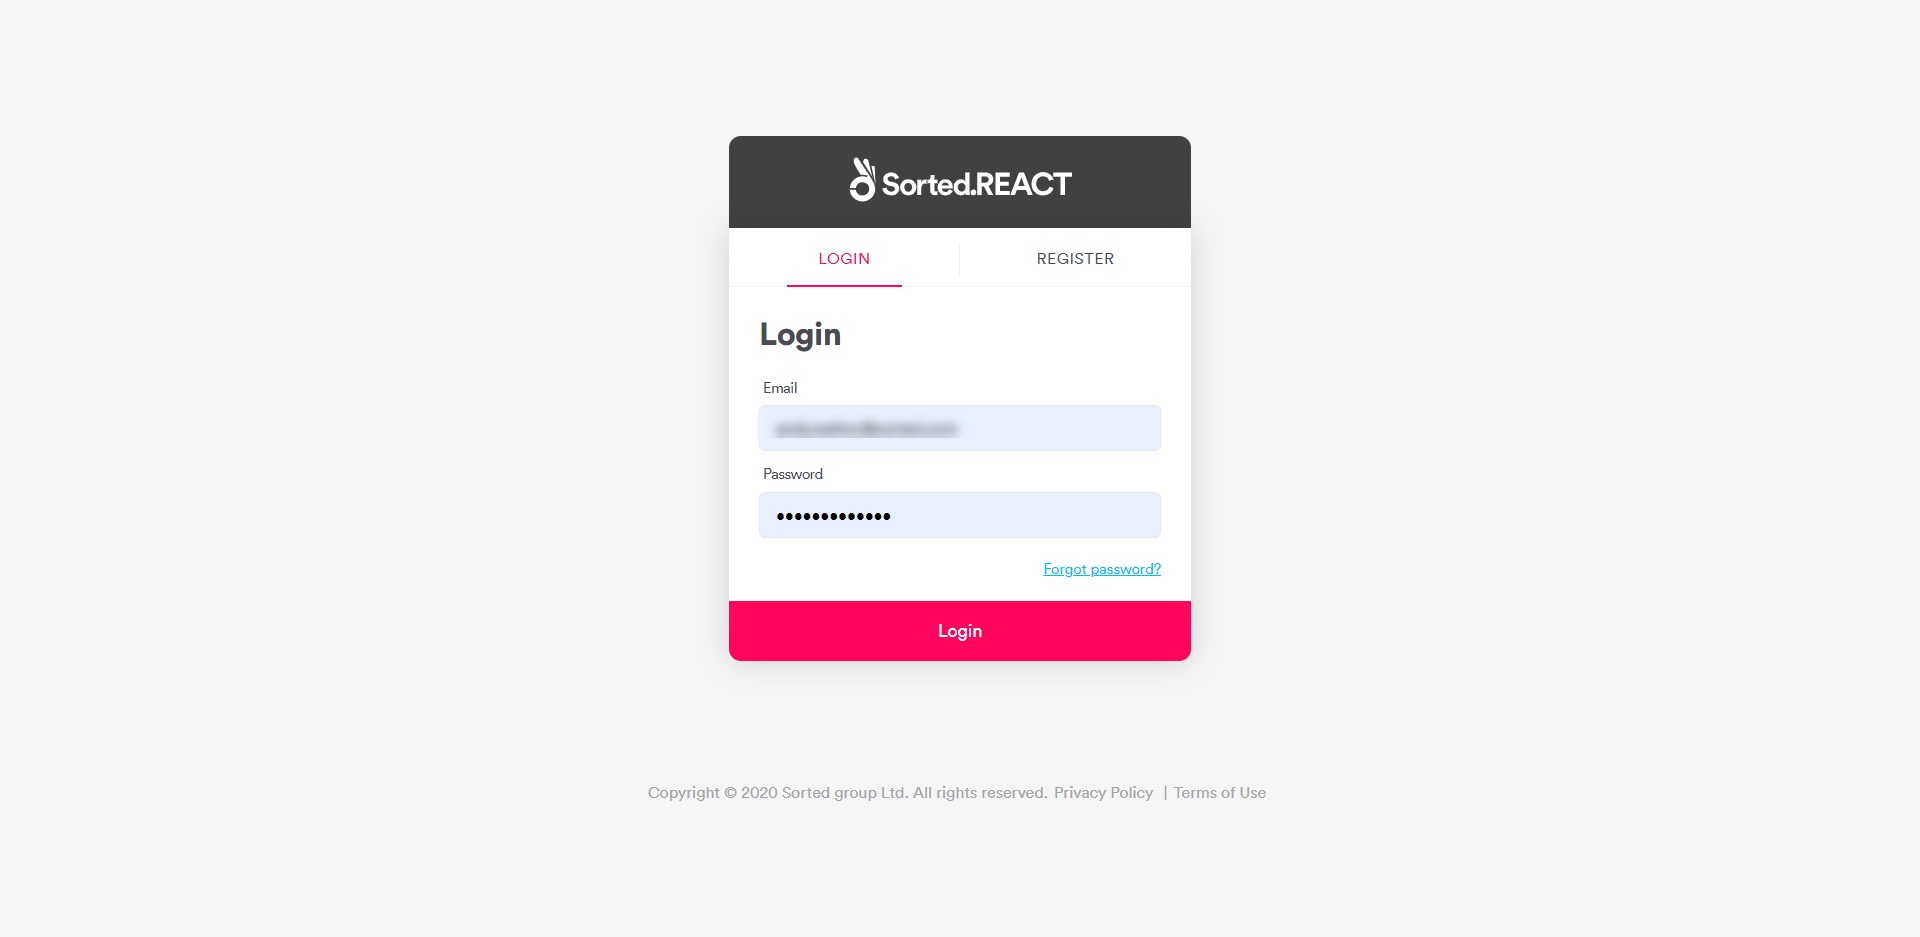 Sorted.REACT
LOGIN
REGISTER
Login
Email
Password
•••••••••••••
Forgot password?
Login
Copyright © 2020 Sorted group Ltd. All rights reserved. Privacy Policy | Terms of Use